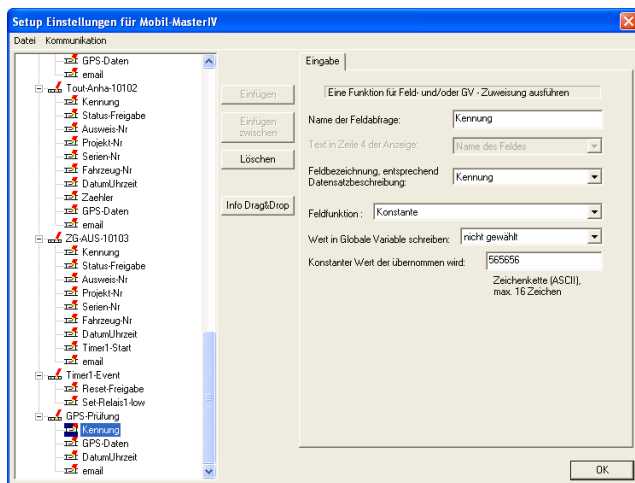 Setup Einstellungen für Mobil-MasterIV
Datei Kommunikation
GPS-Daten
email
Tout-Anha-10102
Kennung
Status-Freigabe
Ausweis-Nr
Projekt-Nr
Serien-Nr
Fahrzeug-Nr
DatumUhrzeit
Zaehler
GPS-Daten
email
ZG-AUS-10103
Kennung
Status-Freigabe
Ausweis-Nr
Projekt-Nr
Serien-Nr
Fahrzeug-Nr
DatumUhrzeit
Timer1-Start
email
Timer1-Event
Reset-Freigabe
Set-Relais1-low
GPS-Prüfung
Kennung
GPS-Daten
DatumUhrzeit
email
Einfügen
Einfügen
zwischen
Löschen
Info Drag&Drop
Eingabe
Eine Funktion für Feld- und/oder GV - Zuweisung ausführen
Name der Feldabfrage: Kennung
Text in Zeile 4 der Anzeige: Name des Feldes
Feldbezeichnung, entsprechend
Datensatzbeschreibung: Kennung
Feldfunktion : Konstante
Wert in Globale Variable schreiben: nicht gewählt
Konstanter Wert der übernommen wird: 565656
Zeichenkette (ASCII),
max. 16 Zeichen
OK